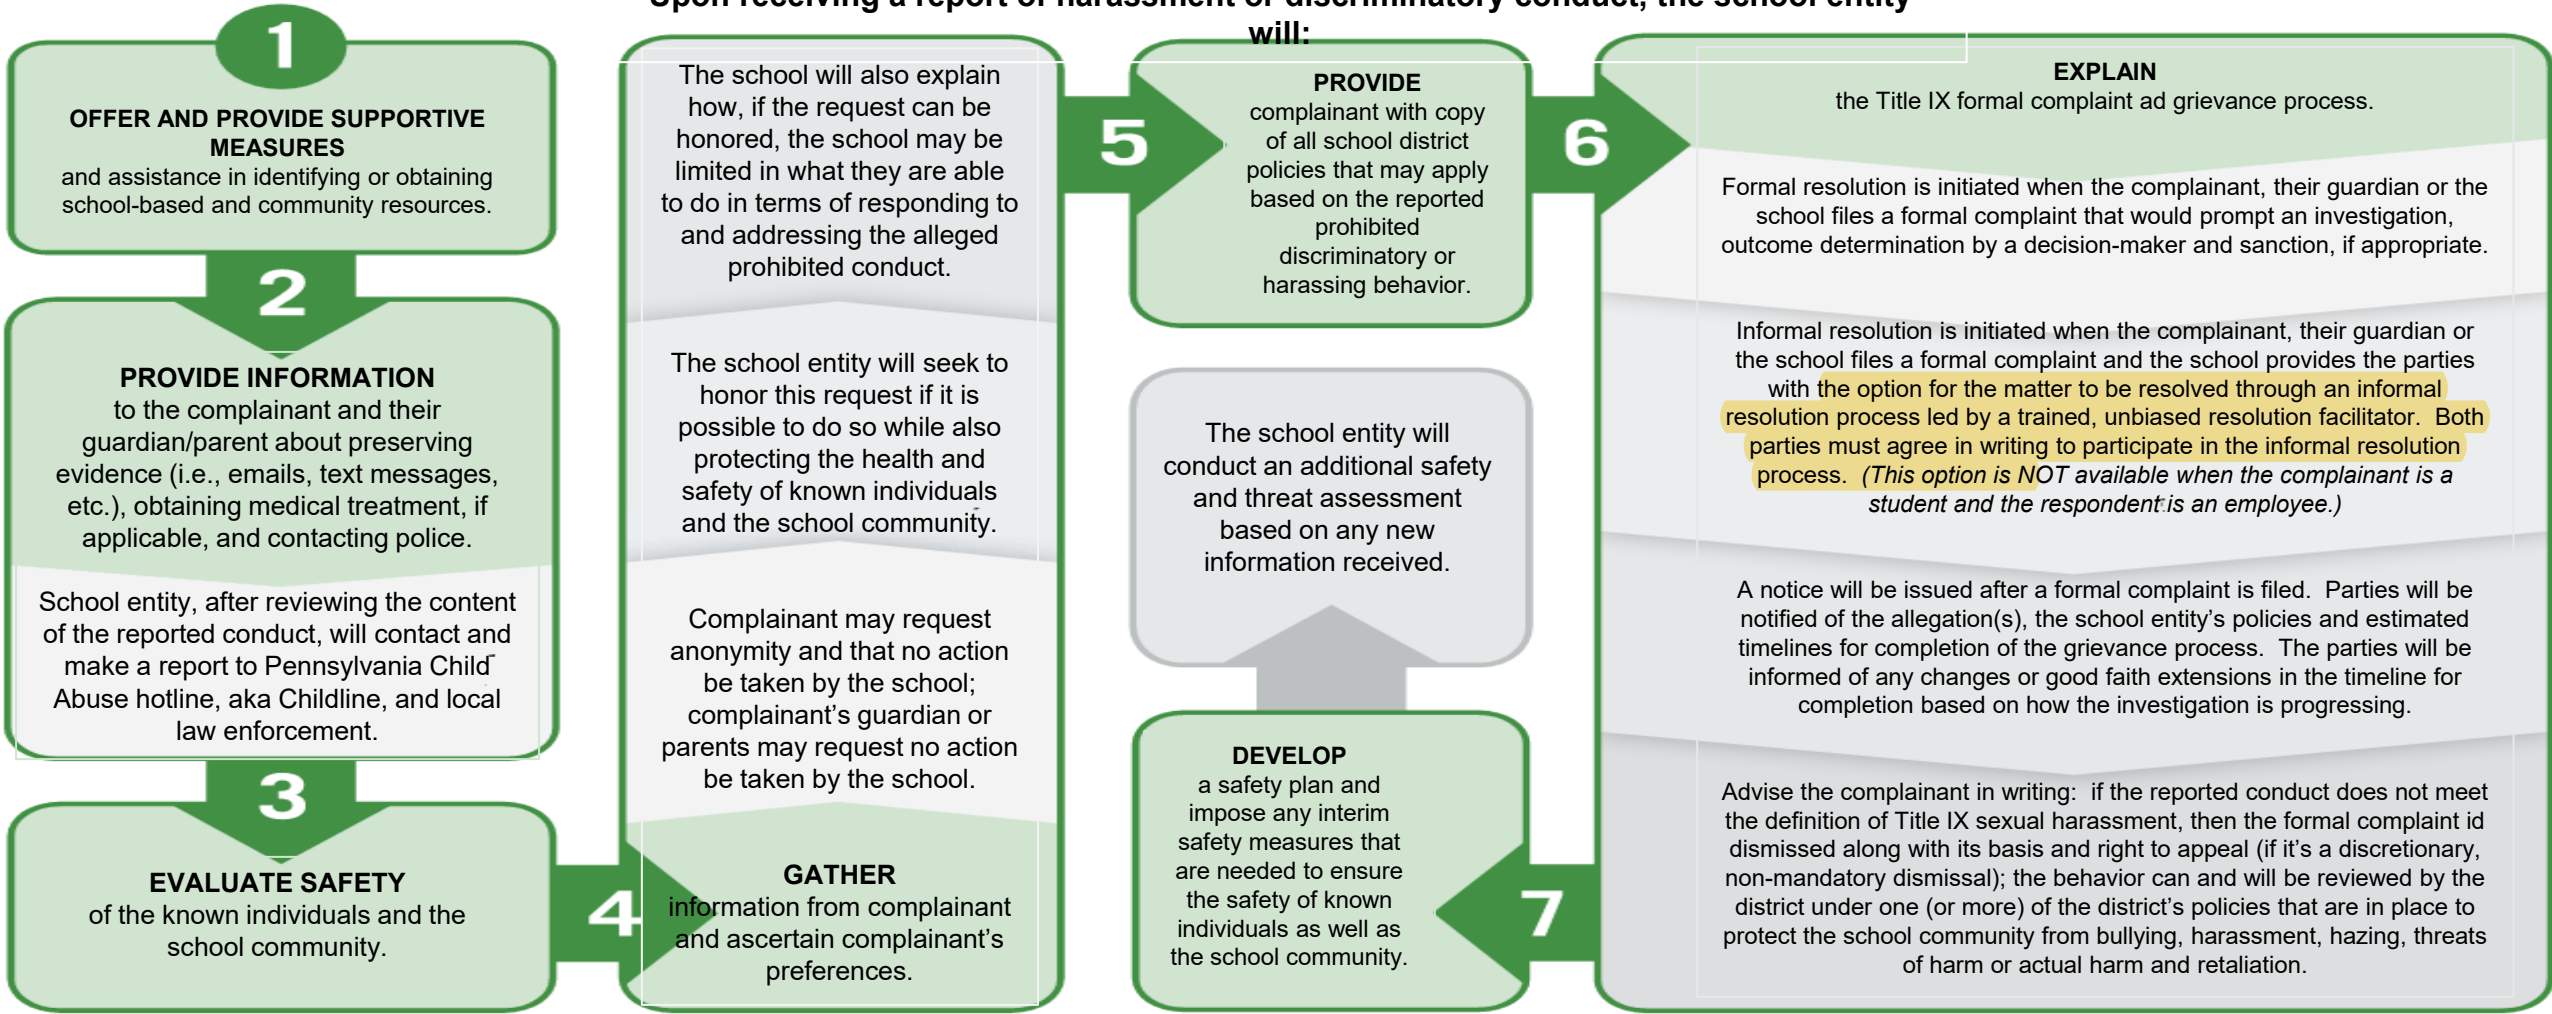 Upon receiving a report of harassment or discriminatory conduct, the school entity
will:
1
OFFER AND PROVIDE SUPPORTIVE
MEASURES
and assistance in identifying or obtaining
school-based and community resources.
2
PROVIDE INFORMATION
to the complainant and their
guardian/parent about preserving
evidence (i.e., emails, text messages,
etc.), obtaining medical treatment, if
applicable, and contacting police.
School entity, after reviewing the content
of the reported conduct, will contact and
make a report to Pennsylvania Child
Abuse hotline, aka Childline, and local
law enforcement.
3
EVALUATE SAFETY
of the known individuals and the
school community.
4
GATHER
information from complainant
and ascertain complainant's
preferences.
Complainant may request
anonymity and that no action
be taken by the school;
complainant's guardian or
parents may request no action
be taken by the school.
The school entity will seek to
honor this request if it is
possible to do so while also
protecting the health and
safety of known individuals
and the school community.
The school will also explain
how, if the request can be
honored, the school may be
limited in what they are able
to do in terms of responding to
and addressing the alleged
prohibited conduct.
5
PROVIDE
complainant with copy
of all school district
policies that may apply
based on the reported
prohibited
discriminatory or
harassing behavior.
6
EXPLAIN
the Title IX formal complaint ad grievance process.
Formal resolution is initiated when the complainant, their guardian or the
school files a formal complaint that would prompt an investigation,
outcome determination by a decision-maker and sanction, if appropriate.
Informal resolution is initiated when the complainant, their guardian or
the school files a formal complaint and the school provides the parties
with the option for the matter to be resolved through an informal
resolution process led by a trained, unbiased resolution facilitator.  Both
parties must agree in writing to participate in the informal resolution
process.  (This option is NOT available when the complainant is a
student and the respondent is an employee.)
A notice will be issued after a formal complaint is filed.  Parties will be
notified of the allegation(s), the school entity's policies and estimated
timelines for completion of the grievance process.  The parties will be
informed of any changes or good faith extensions in the timeline for
completion based on how the investigation is progressing.
Advise the complainant in writing:  if the reported conduct does not meet
the definition of Title IX sexual harassment, then the formal complaint id
dismissed along with its basis and right to appeal (if it's a discretionary,
non-mandatory dismissal); the behavior can and will be reviewed by the
district under one (or more) of the district's policies that are in place to
protect the school community from bullying, harassment, hazing, threats
of harm or actual harm and retaliation.
7
DEVELOP
a safety plan and
impose any interim
safety measures that
are needed to ensure
the safety of known
individuals as well as
the school community.
The school entity will
conduct an additional safety
and threat assessment
based on any new
information received.